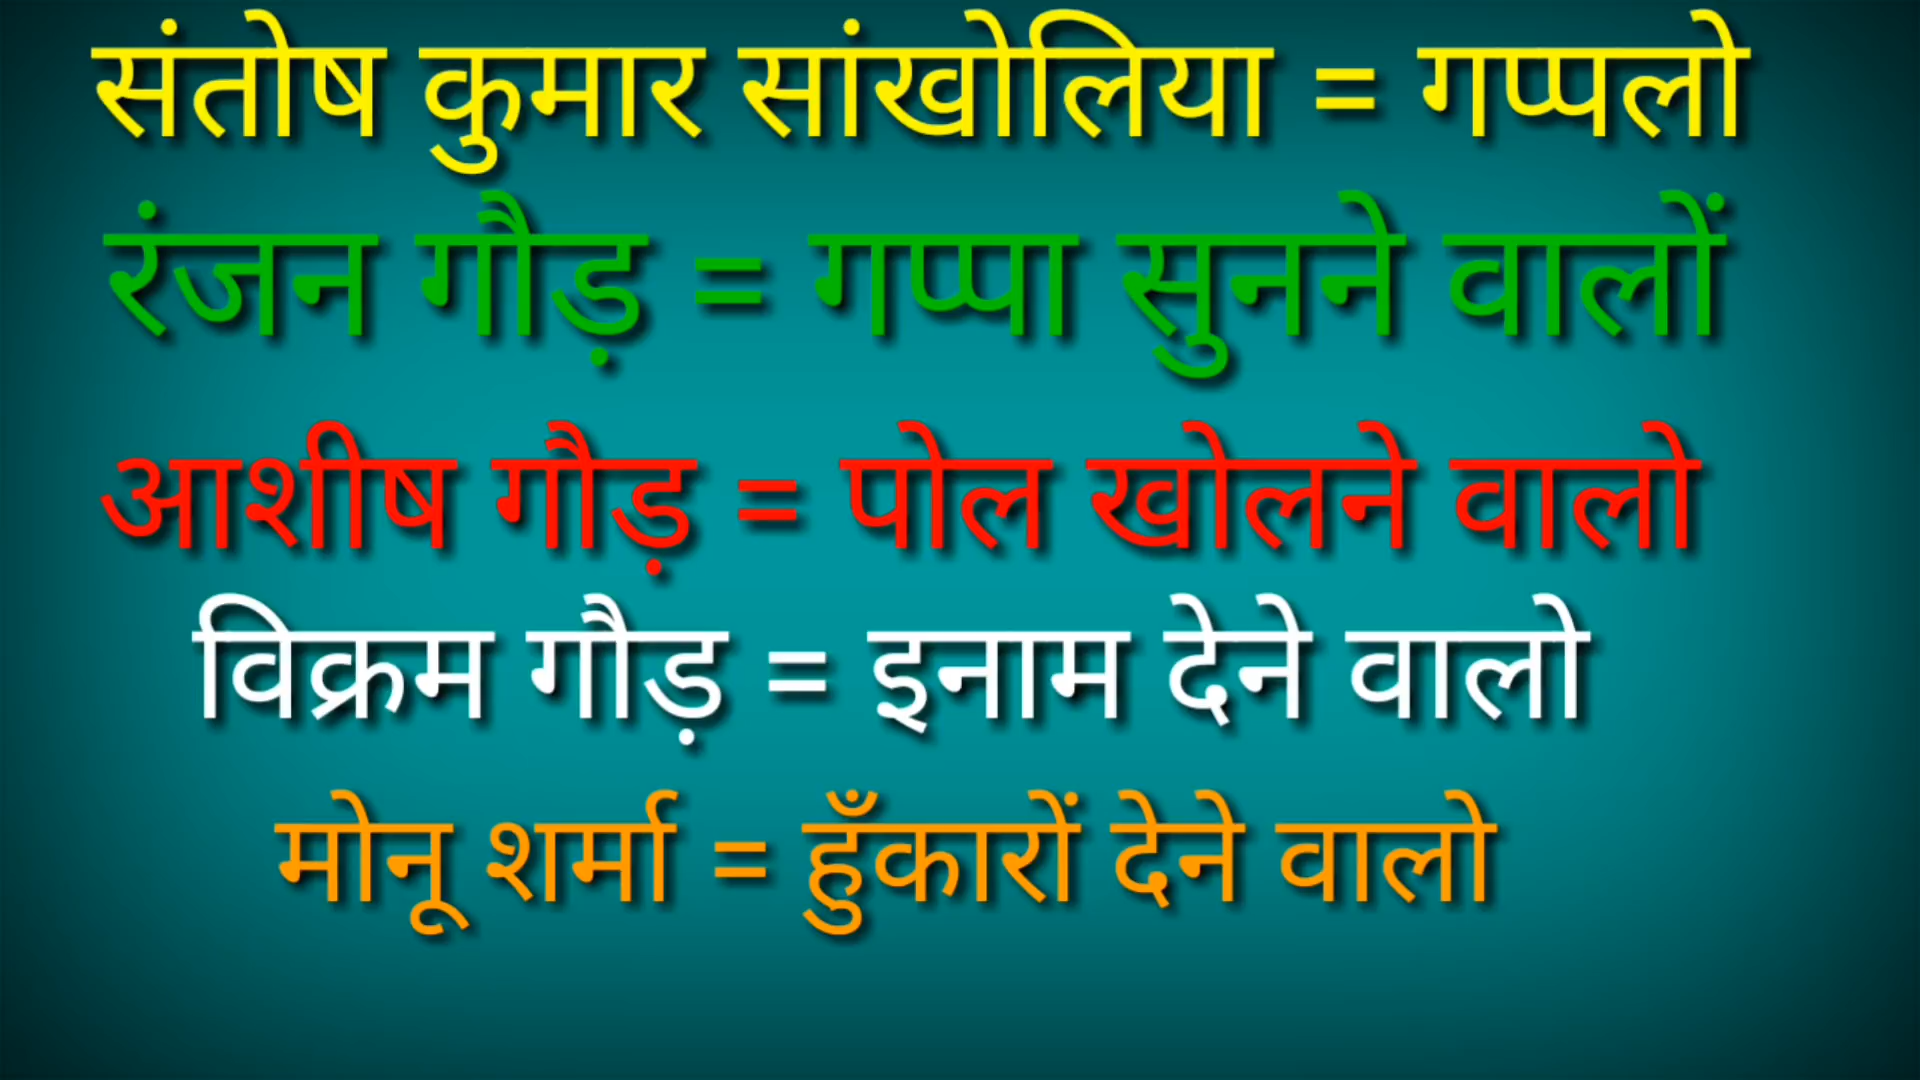 संतोष कुमार सांखोलिया = गप्पलो
रंजन गौड़ = गप्पा सुनने वालों
आशीष गौड़ = पोल खोलने वालो
विक्रम गौड़ = इनाम देने वालो
मोनू शर्मा = हुँकारों देने वालो